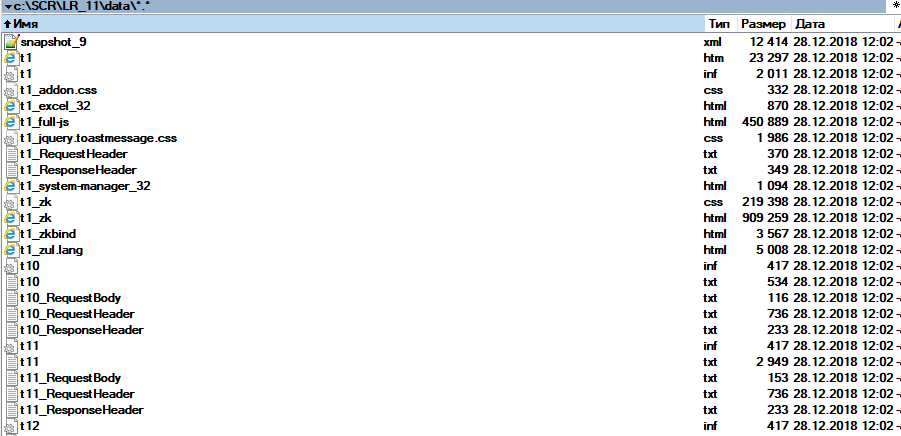 c:\SCR\LR_11\data\*.* *
Имя Тип Размер Дата
snapshot_9 xml 12 414 28.12.2018 12:02
t1 htm 23 297 28.12.2018 12:02
t1 inf 2 011 28.12.2018 12:02
t1_addon.css css 332 28.12.2018 12:02
t1_excel_32 html 870 28.12.2018 12:02
t1_full-js html 450 889 28.12.2018 12:02
t1_jquery.toastmessage.css css 1 986 28.12.2018 12:02
t1_RequestHeader txt 370 28.12.2018 12:02
t1_ResponseHeader txt 349 28.12.2018 12:02
t1_system-manager_32 html 1 094 28.12.2018 12:02
t1_zk css 219 398 28.12.2018 12:02
t1_zk html 909 259 28.12.2018 12:02
t1_zkbind html 3 567 28.12.2018 12:02
t1_zul.lang html 5 008 28.12.2018 12:02
t10 inf 417 28.12.2018 12:02
t10 txt 534 28.12.2018 12:02
t10_RequestBody txt 116 28.12.2018 12:02
t10_RequestHeader txt 736 28.12.2018 12:02
t10_ResponseHeader txt 233 28.12.2018 12:02
t11 inf 417 28.12.2018 12:02
t11 txt 2 949 28.12.2018 12:02
t11_RequestBody txt 153 28.12.2018 12:02
t11_RequestHeader txt 736 28.12.2018 12:02
t11_ResponseHeader txt 233 28.12.2018 12:02
t12 inf 417 28.12.2018 12:02